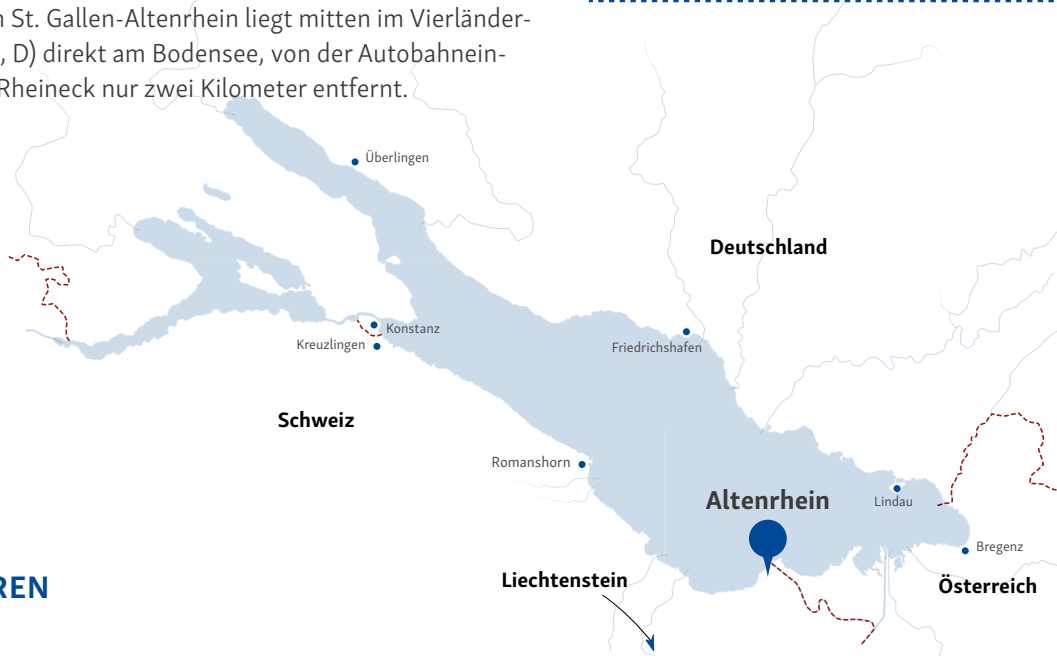 n St. Gallen-Altenrhein liegt mitten im Vierländer-
, D) direkt am Bodensee, von der Autobahnein-
Rheineck nur zwei Kilometer entfernt.
Überlingen
Deutschland
Konstanz
Kreuzlingen
Friedrichshafen
Schweiz
Romanshorn
Altenrhein
Lindau
Bregenz
Liechtenstein
Österreich
REN